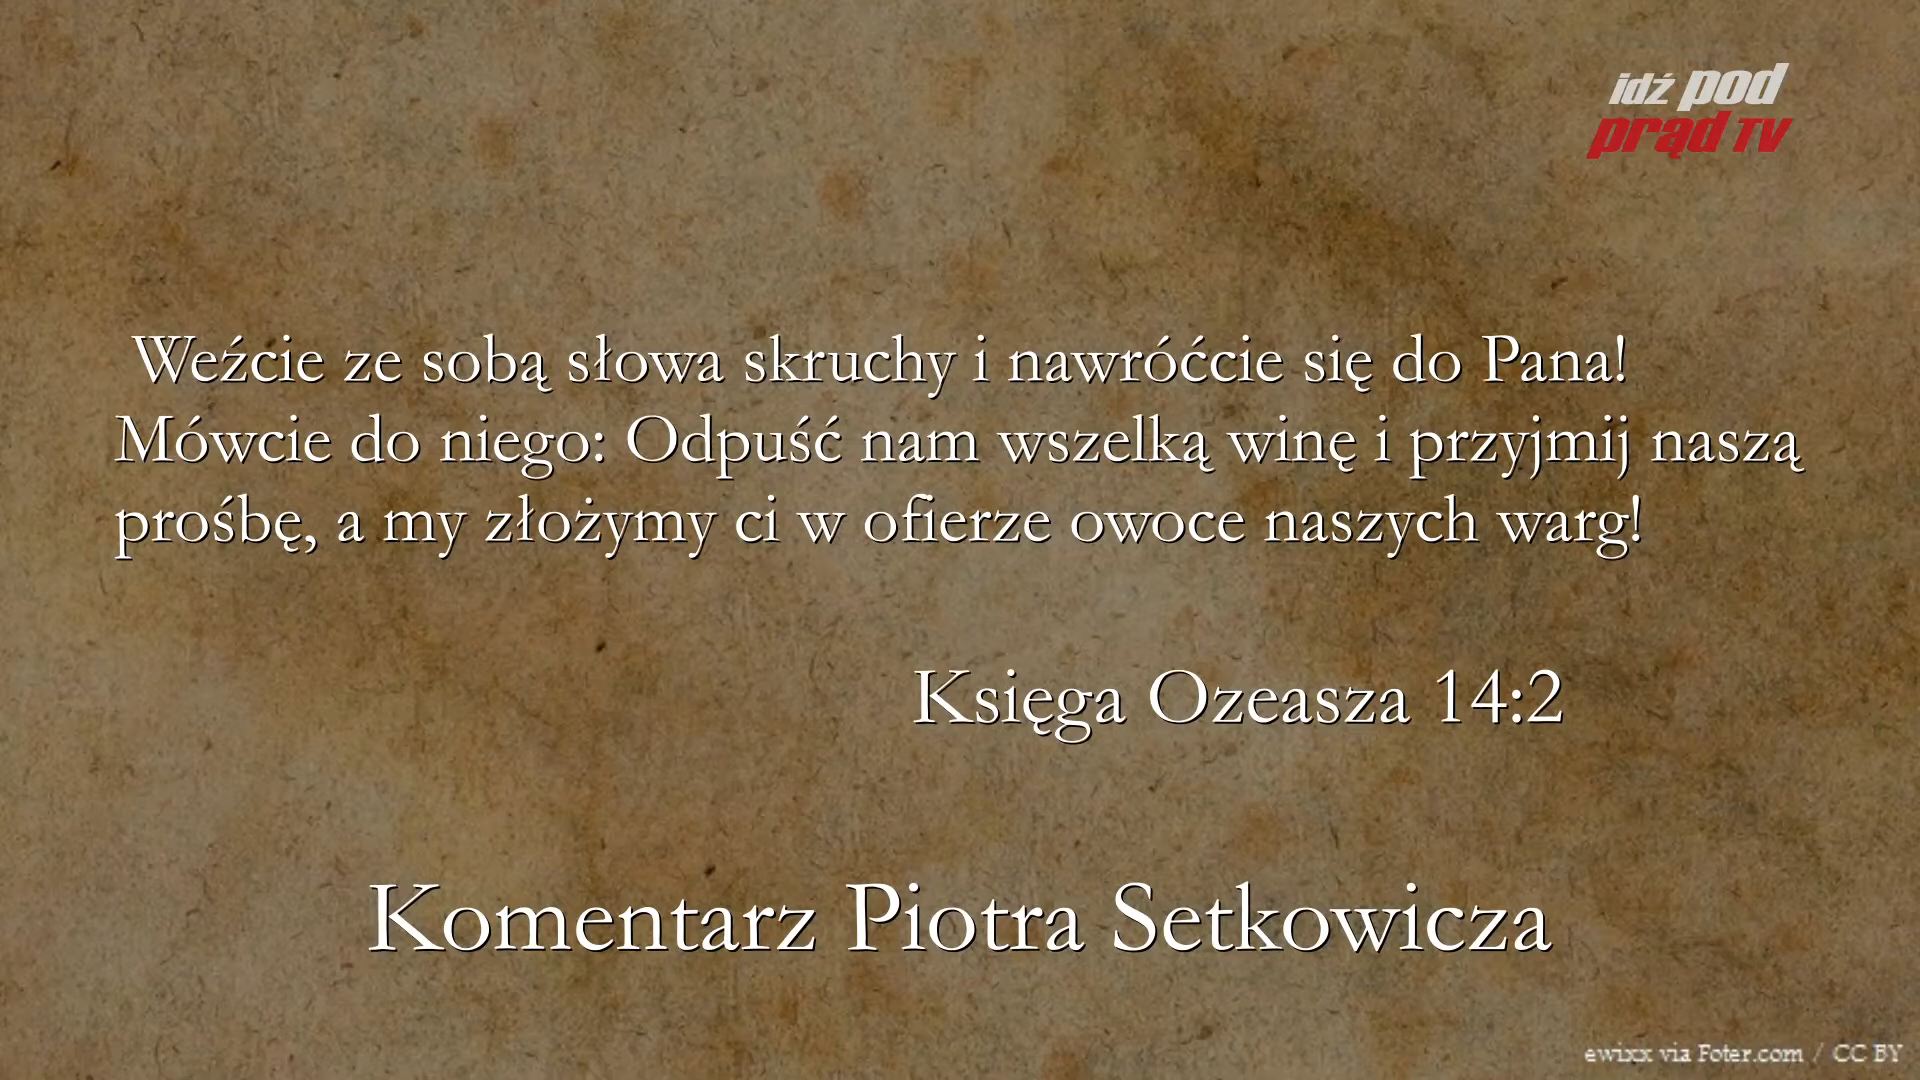 idź pod
prąd TV
Weźcie ze sobą słowa skruchy i nawróćcie się do Pana!
Mówcie do niego: Odpuść nam wszelką winę i przyjmij naszą
prośbę, a my złożymy ci w ofierze owoce naszych warg!
Księga Ozeasza 14:2
Komentarz Piotra Setkowicza
ewixx via Foter.com / CC BY